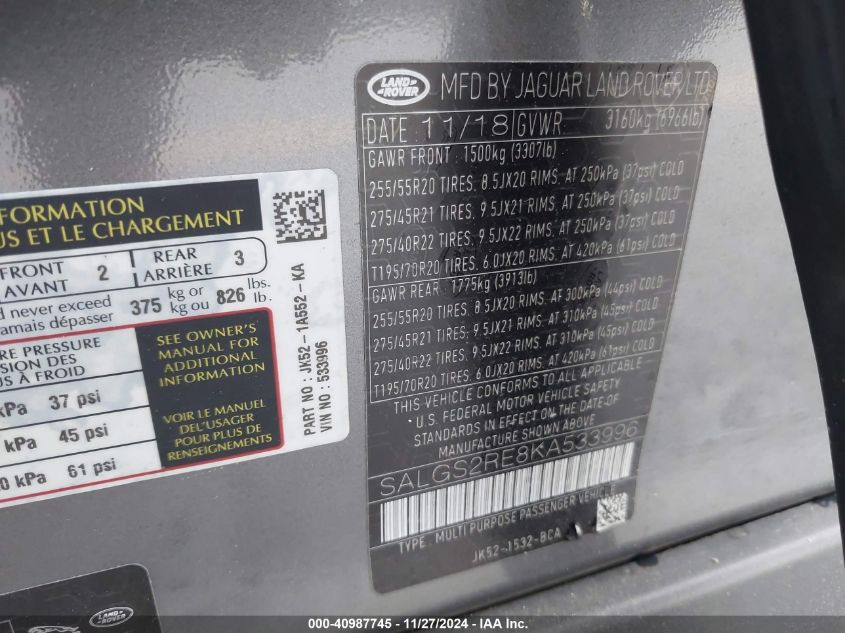 NFORMATION
US ET LE CHARGEMENT
FRONT 2 REAR 3
AVANT ARRIÈRE
d never exceed 375 kg or 826 lbs.
jamais dépasser kg ou lb.
RE PRESSURE
SION DES
S À FROID
kPa 37 psi
kPa 45 psi
0 kPa 61 psi
SEE OWNER'S
MANUAL FOR
ADDITIONAL
INFORMATION
VOIR LE MANUEL
DE L'USAGER
POUR PLUS DE
RENSEIGNEMENTS
PART NO : JK52-1A552-KA
VIN NO : 533996
LAND ROVER
MFD BY JAGUAR LAND ROVER LTD
DATE 11/18 GVWR 3160kg (6966lb)
GAWR FRONT : 1500kg (3307lb)
255/55R20 TIRES, 8.5JX20 RIMS, AT 250kPa (37psi) COLD
275/45R21 TIRES, 9.5JX21 RIMS, AT 250kPa (37psi) COLD
275/40R22 TIRES, 9.5JX22 RIMS, AT 250kPa (37psi) COLD
T195/70R20 TIRES, 6.0JX20 RIMS, AT 420kPa (61psi) COLD
GAWR REAR : 1775kg (3913lb)
255/55R20 TIRES, 8.5JX20 RIMS, AT 300kPa (44psi) COLD
275/45R21 TIRES, 9.5JX21 RIMS, AT 310kPa (45psi) COLD
275/40R22 TIRES, 9.5JX22 RIMS, AT 310kPa (45psi) COLD
T195/70R20 TIRES, 6.0JX20 RIMS, AT 420kPa (61psi) COLD
THIS VEHICLE CONFORMS TO ALL APPLICABLE
U.S. FEDERAL MOTOR VEHICLE SAFETY
STANDARDS IN EFFECT ON THE DATE OF
MANUFACTURE SHOWN ABOVE
SALGS2RE8KA533996
TYPE : MULTI PURPOSE PASSENGER VEHICLE
JK52-1532-BCA
LAND ROVER
000-40987745 - 11/27/2024 - IAA Inc.